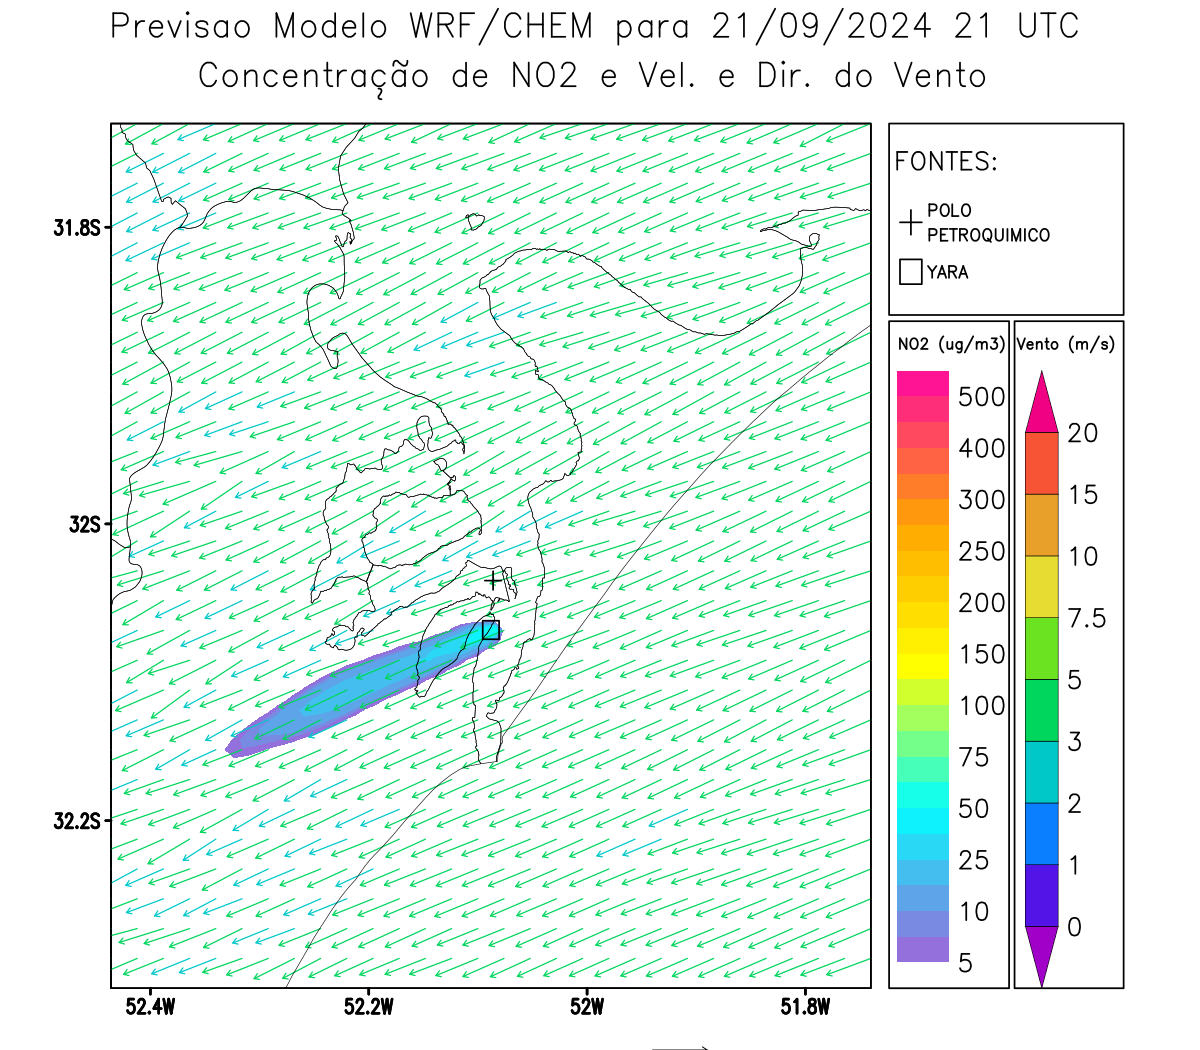 Previsao Modelo WRF/CHEM para 21/09/2024 21 UTC
Concentração de NO2 e Vel. e Dir. do Vento
FONTES:
POLO
PETROQUIMICO
YARA
NO2 (ug/m3)
500
400
300
250
200
150
100
75
50
25
10
5
Vento (m/s)
20
15
10
7.5
5
3
2
1
0
31.8S
32S
32.2S
52.4W
52.2W
52W
51.8W